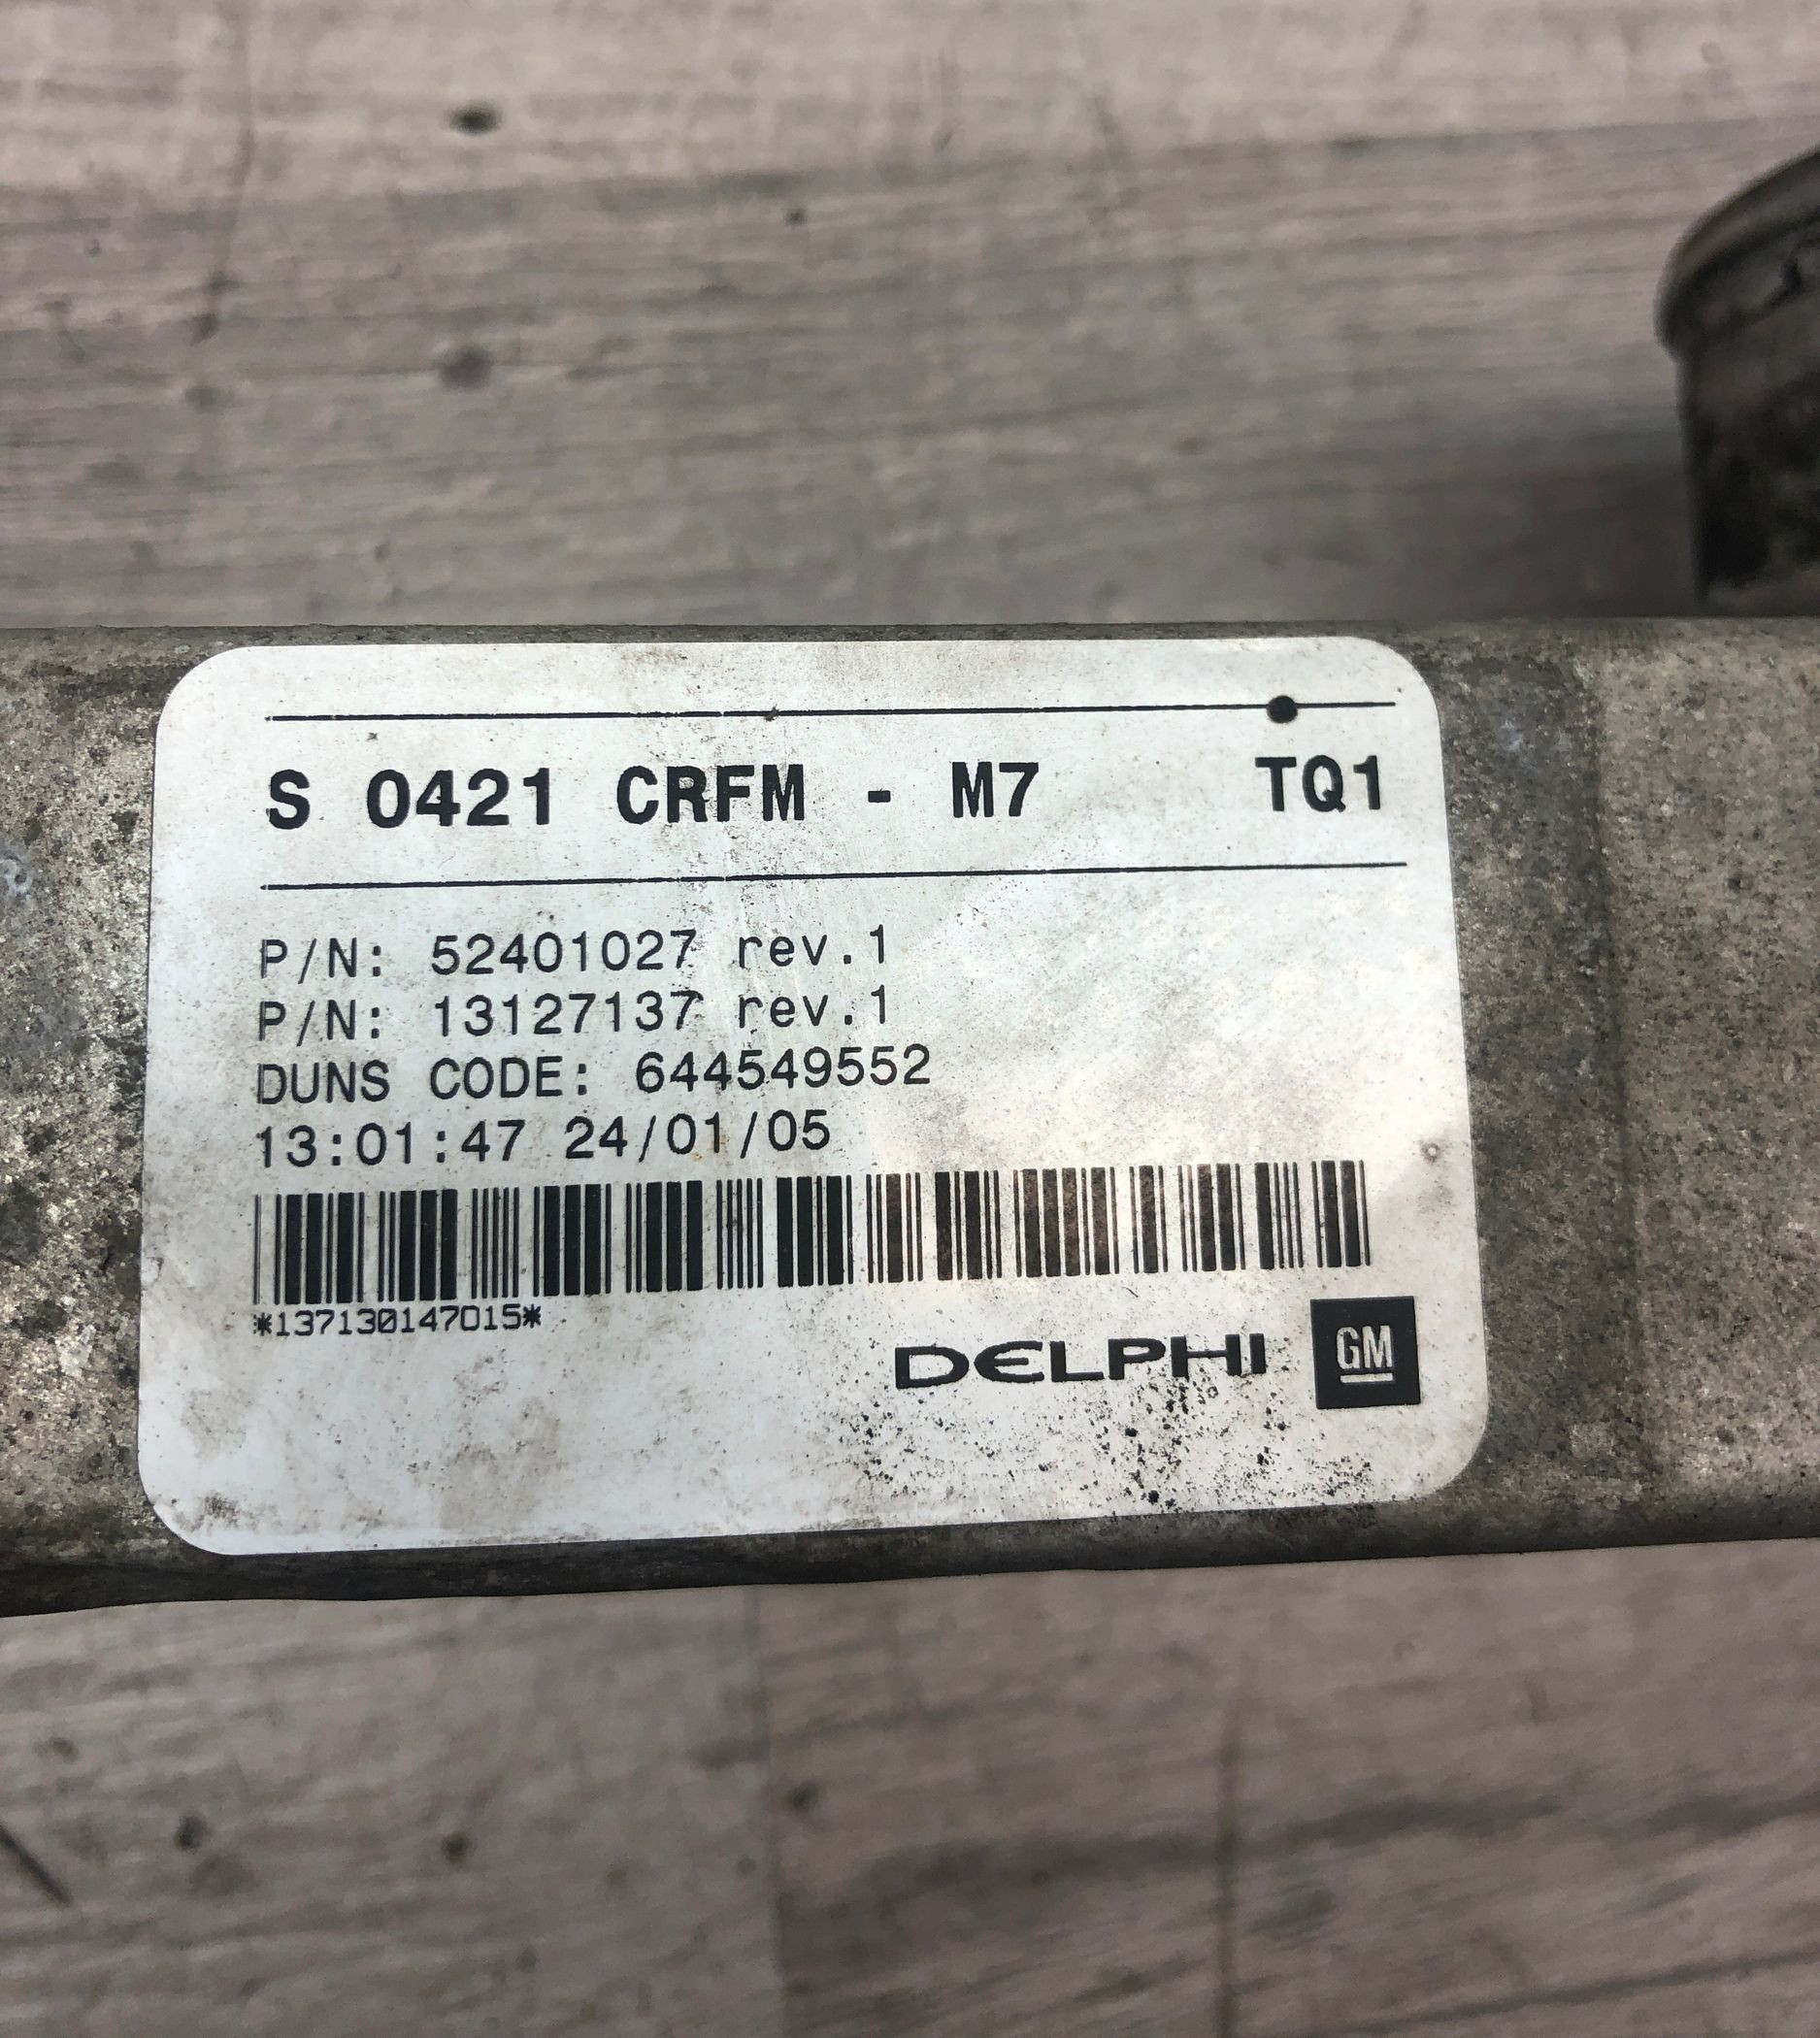 S 0421 CRFM - M7 TQ1
P/N: 52401027 rev.1
P/N: 13127137 rev.1
DUNS CODE: 644549552
13:01:47 24/01/05
*137130147015*
DELPHI GM